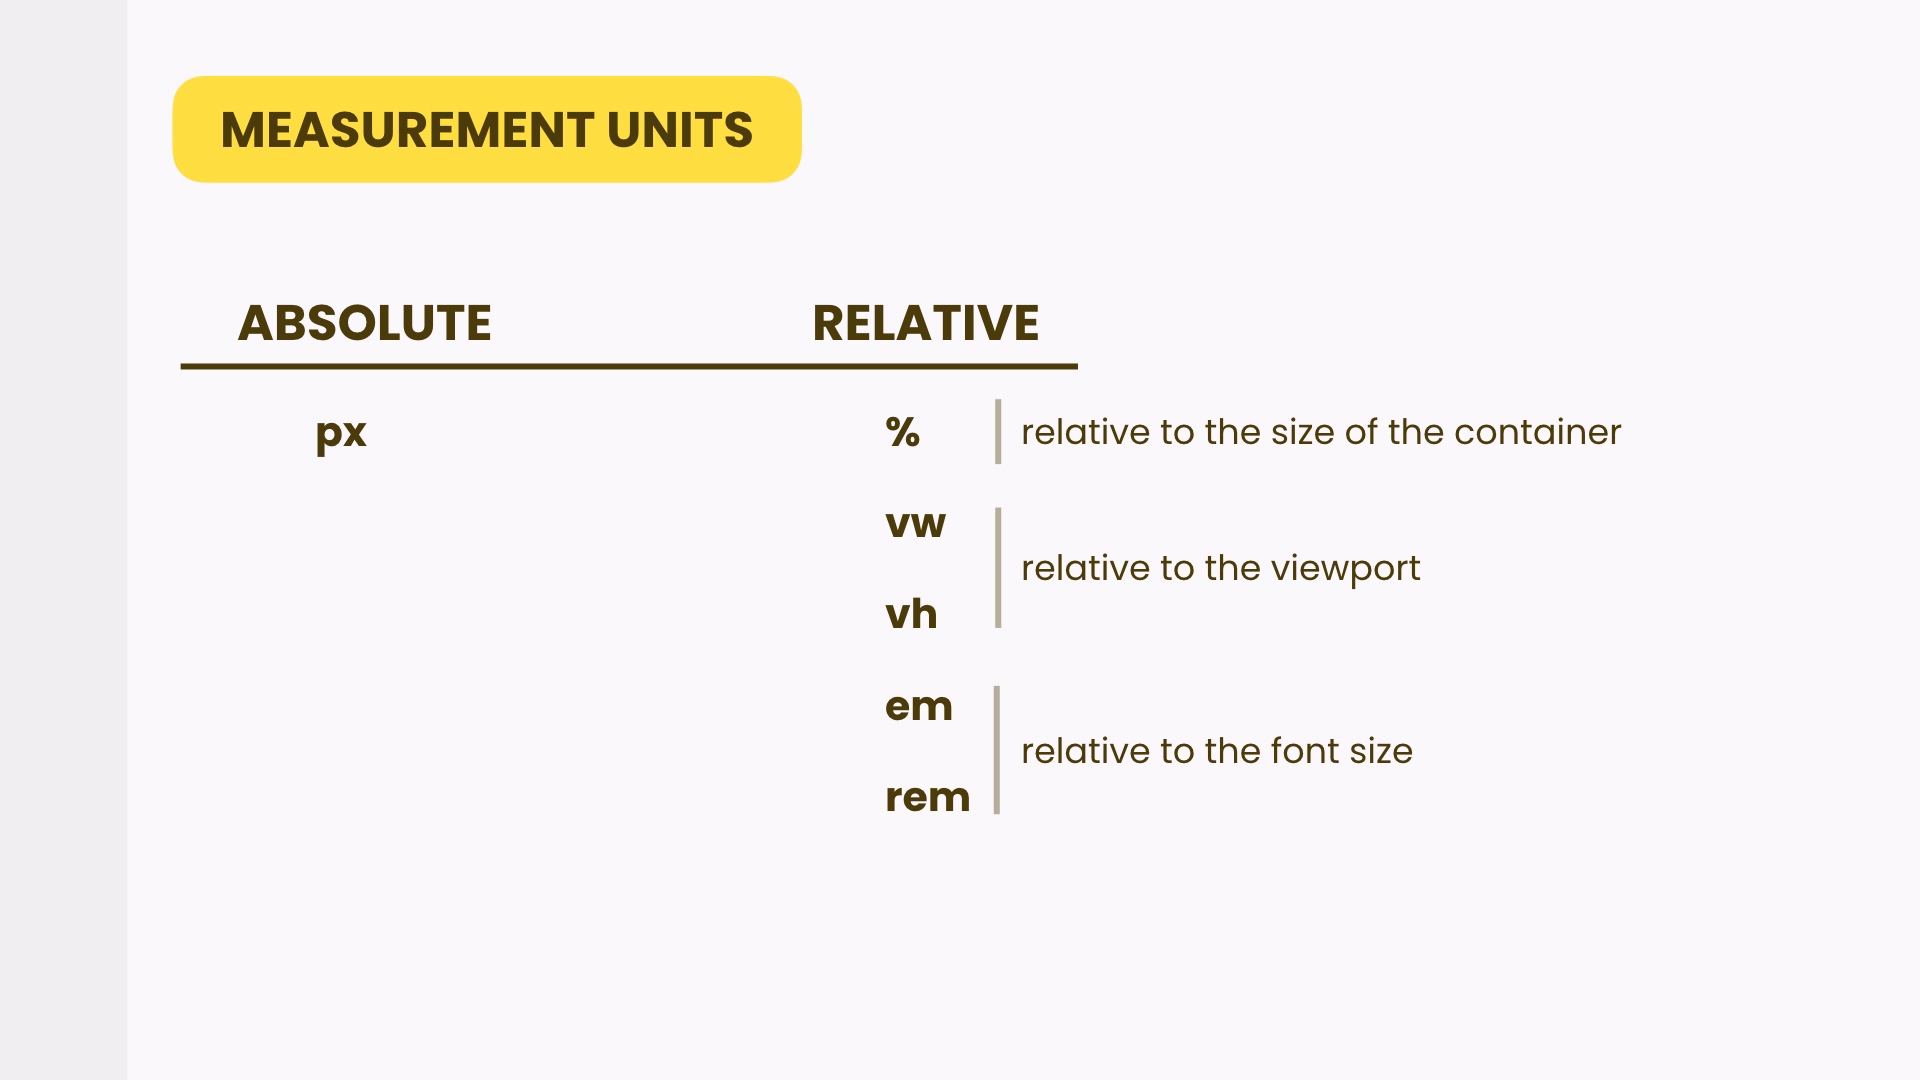 MEASUREMENT UNITS
ABSOLUTE RELATIVE
px % relative to the size of the container
vw
relative to the viewport
vh
em
relative to the font size
rem